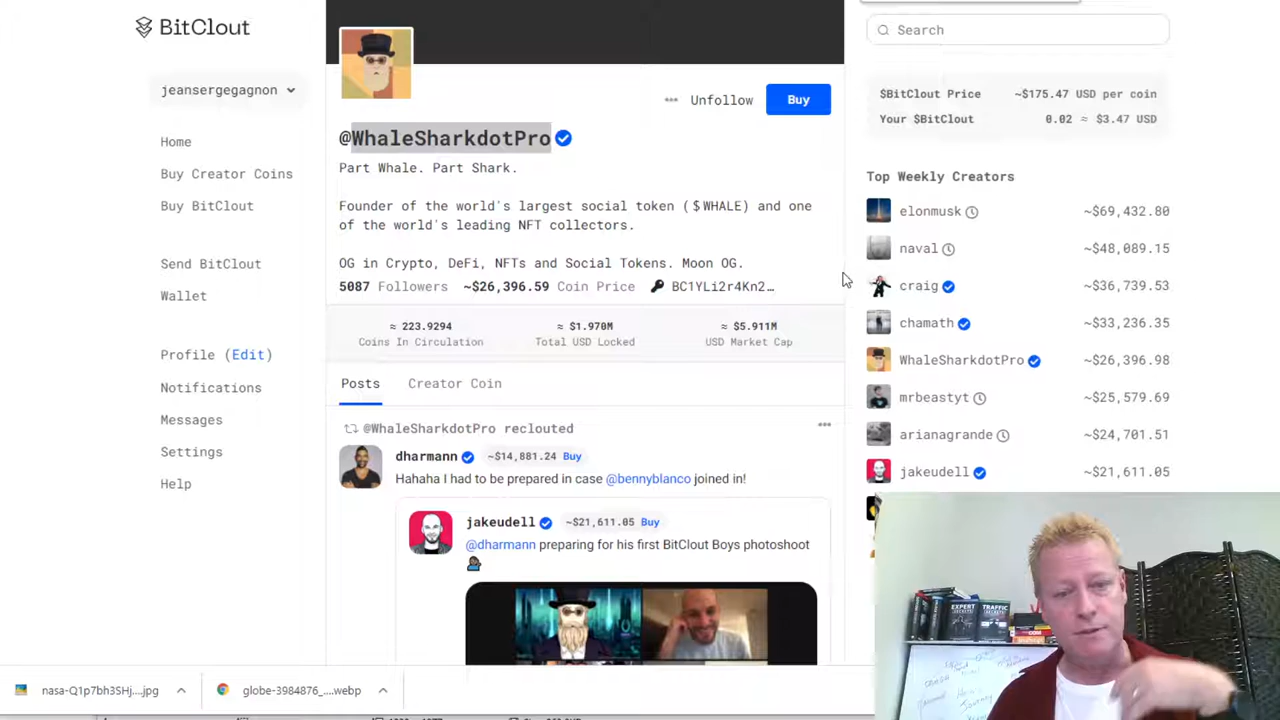 BitClout
jeansergegagnon
Home
Buy Creator Coins
Buy BitClout
Send BitClout
Wallet
Profile (Edit)
Notifications
Messages
Settings
Help
Unfollow
Buy
@WhaleSharkdotPro
Part Whale. Part Shark.
Founder of the world's largest social token ($WHALE) and one
of the world's leading NFT collectors.
OG in Crypto, DeFi, NFTs and Social Tokens. Moon OG.
5087 Followers ~$26,396.59 Coin Price BC1YLi2r4Kn2…
≈ 223.9294 ≈ $1.970M ≈ $5.911M
Coins In Circulation Total USD Locked USD Market Cap
Posts Creator Coin
@WhaleSharkdotPro reclouted
dharmann ~$14,881.24 Buy
Hahaha I had to be prepared in case @bennyblanco joined in!
jakeudell ~$21,611.05 Buy
@dharmann preparing for his first BitClout Boys photoshoot
Search
$BitClout Price ~$175.47 USD per coin
Your $BitClout 0.02 ≈ $3.47 USD
Top Weekly Creators
elonmusk ~$69,432.80
naval ~$48,089.15
craig ~$36,739.53
chamath ~$33,236.35
WhaleSharkdotPro ~$26,396.98
mrbeastyt ~$25,579.69
arianagrande ~$24,701.51
jakeudell ~$21,611.05
EXPERT
SECRETS
TRAFFIC
SECRETS
nasa-Q1p7bh3SHj....jpg
globe-3984876_....webp